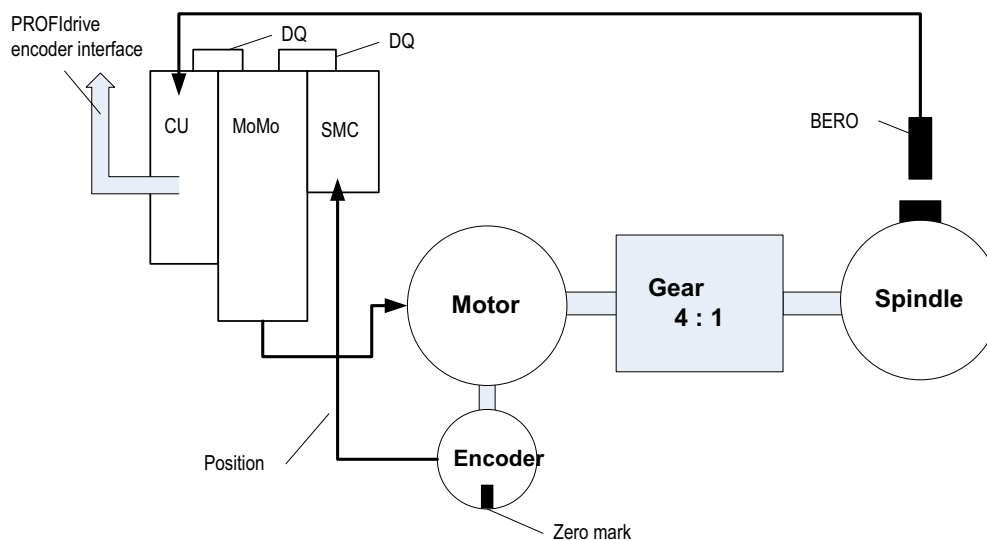 PROFIdrive
encoder interface
DQ
DQ
CU
MoMo
SMC
BERO
Motor
Gear
4 : 1
Spindle
Position
Encoder
Zero mark